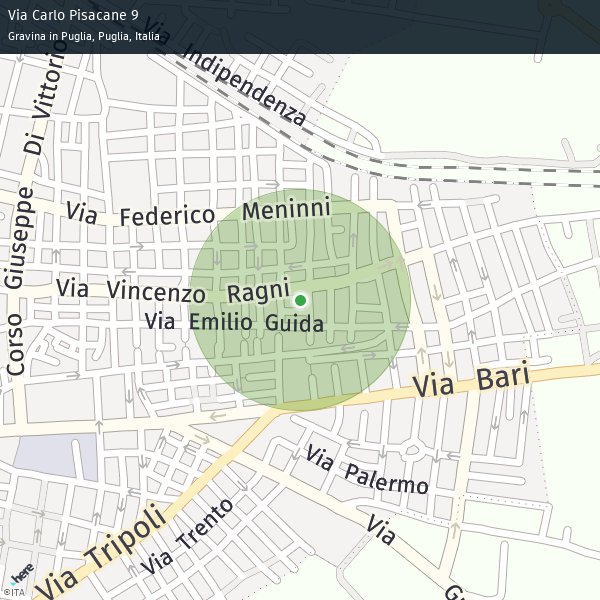 Via Carlo Pisacane 9
Gravina in Puglia, Puglia, Italia
Via Indipendenza
Corso Giuseppe Di Vittorio
Via Federico Meninni
Via Vincenzo Ragni
Via Emilio Guida
Via Bari
Via Palermo
Via Tripoli
Via Trento
Via
here
©ITA